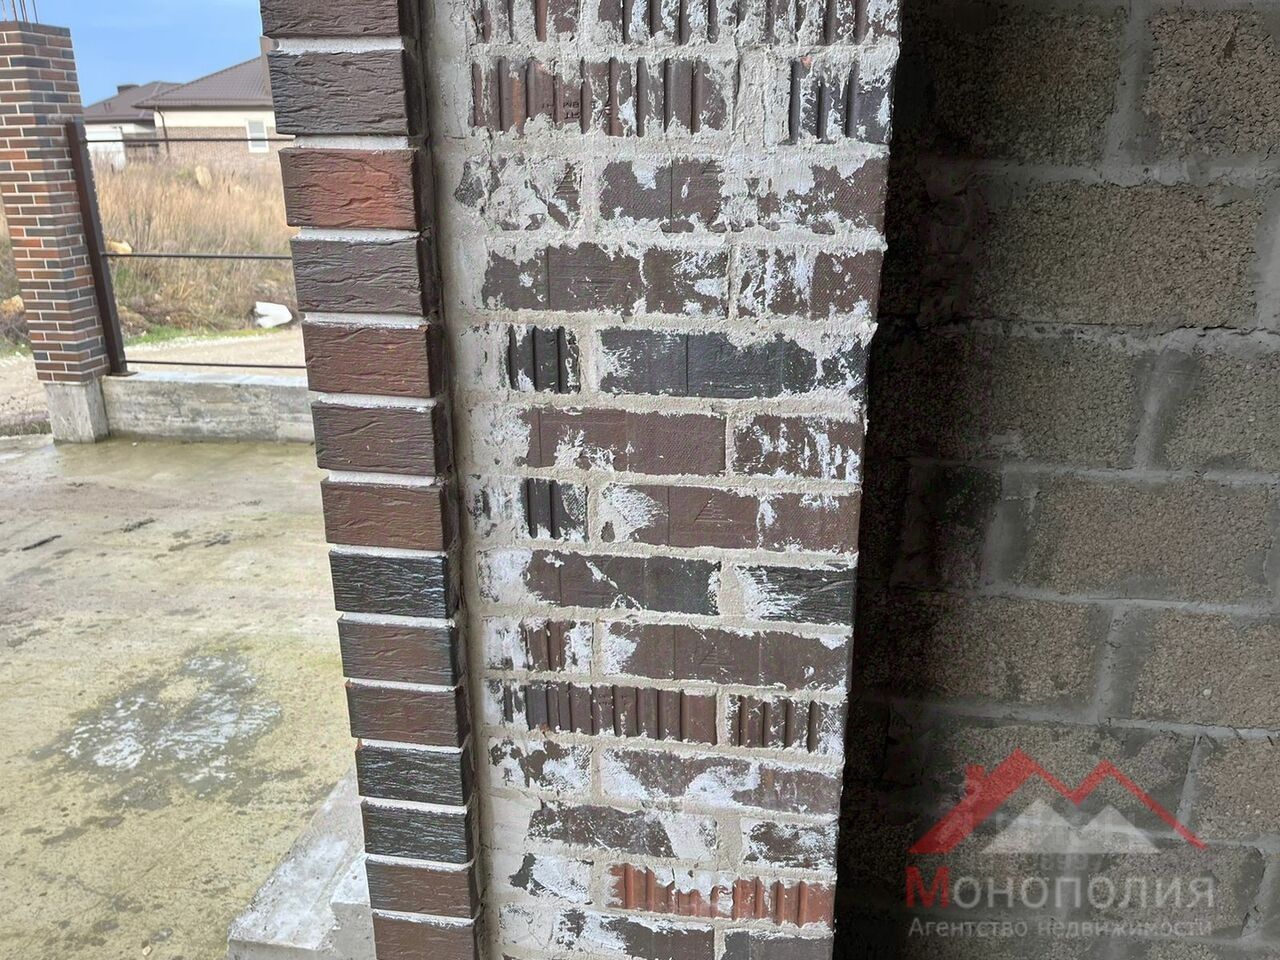 Монополия
Агентство недвижимости